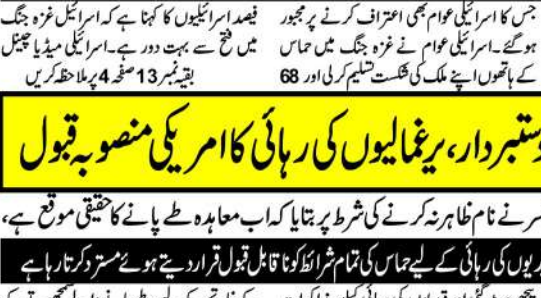 جس کا اسرائیلی عوام بھی اعتراف کرنے پر مجبور
ہوگئے۔اسرائیلی عوام نے غزہ جنگ میں حماس
کے ہاتھوں اپنے ملک کی شکست تسلیم کرلی اور 68
فیصد اسرائیلیوں کا کہنا ہے کہ اسرائیل غزہ جنگ
میں فتح سے بہت دور ہے۔اسرائیلی میڈیا چینل
بقیہ نمبر 13 صفحہ 4 پر ملاحظہ کریں
دستبردار، یرغمالیوں کی رہائی کا امریکی منصوبہ قبول
سر نے نام ظاہر نہ کرنے کی شرط پر بتایا کہ اب معاہدہ طے پانے کا حقیقی موقع ہے،
ریوں کی رہائی کے لیے حماس کی تمام شرائط کو ناقابل قبول قرار دیتے ہوئے مسترد کرتا رہا ہے